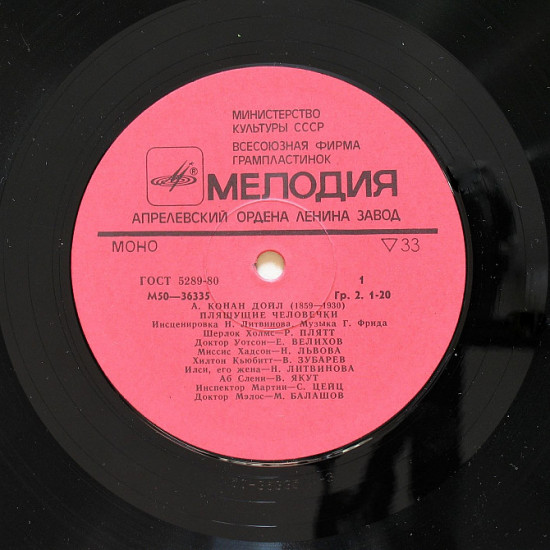 МИНИСТЕРСТВО
КУЛЬТУРЫ СССР
ВСЕСОЮЗНАЯ ФИРМА
ГРАМПЛАСТИНОК
МЕЛОДИЯ
АПРЕЛЕВСКИЙ ОРДЕНА ЛЕНИНА ЗАВОД
МОНО ▽33
ГОСТ 5289-80 1
М50—36335 Гр. 2. 1-20
А. КОНАН ДОЙЛ (1859—1930)
ПЛЯШУЩИЕ ЧЕЛОВЕЧКИ
Инсценировка Н. Литвинова, Музыка Г. Фрида
Шерлок Холмс—Р. ПЛЯТТ
Доктор Уотсон—Е. ВЕЛИХОВ
Миссис Хадсон—Н. ЛЬВОВА
Хилтон Кьюбитт—В. ЗУБАРЕВ
Илси, его жена—Н. ЛИТВИНОВА
Аб Слени—В. ЯКУТ
Инспектор Мартин—С. ЦЕЙЦ
Доктор Мэлос—М. БАЛАШОВ